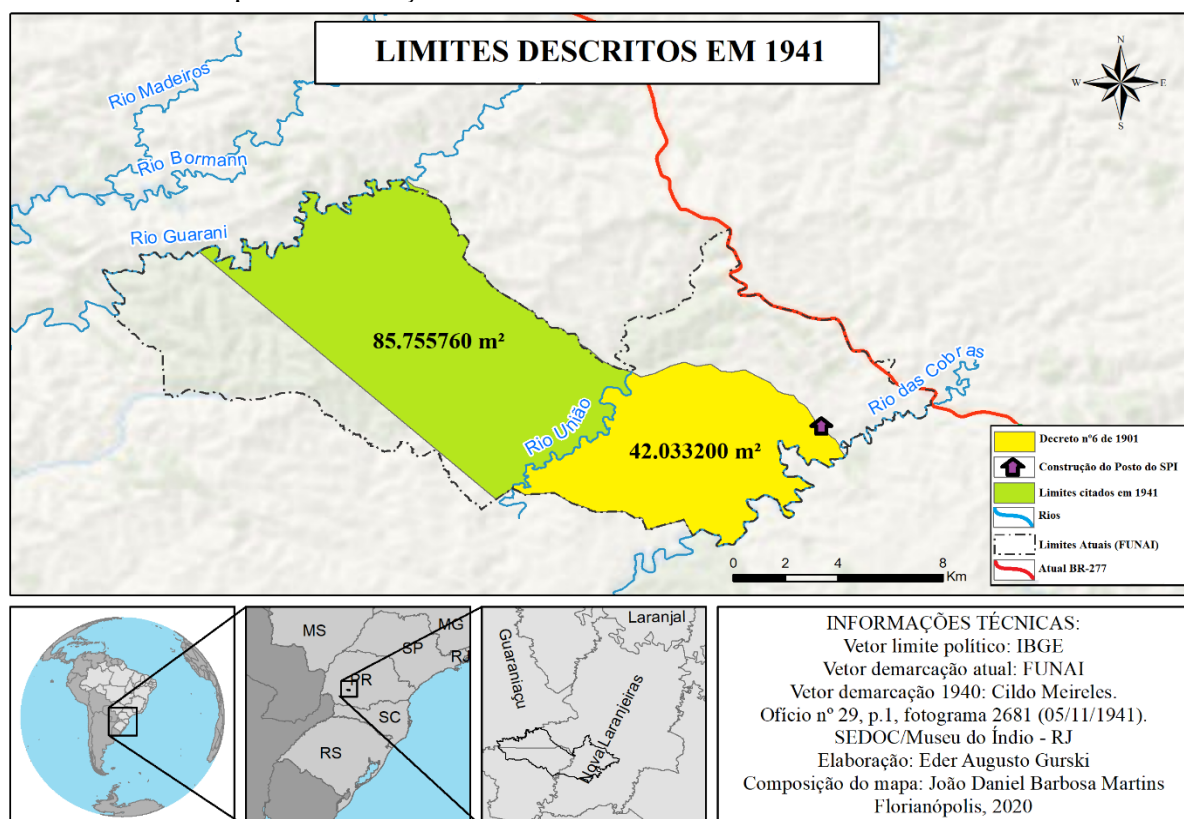 LIMITES DESCRITOS EM 1941
N
W
E
S
Rio Madeiros
Rio Bormann
Rio Guarani
85.755760 m²
Rio União
42.033200 m²
Rio das Cobras
0 2 4 8
Km
Decreto nº6 de 1901
Construção do Posto do SPI
Limites citados em 1941
Rios
Limites Atuais (FUNAI)
Atual BR-277
MS
MG
SP
RJ
PR
SC
RS
Laranjal
Guaraniaçu
Nova Laranjeiras
INFORMAÇÕES TÉCNICAS:
Vetor limite político: IBGE
Vetor demarcação atual: FUNAI
Vetor demarcação 1940: Cildo Meireles.
Ofício nº 29, p.1, fotograma 2681 (05/11/1941).
SEDOC/Museu do Índio - RJ
Elaboração: Eder Augusto Gurski
Composição do mapa: João Daniel Barbosa Martins
Florianópolis, 2020